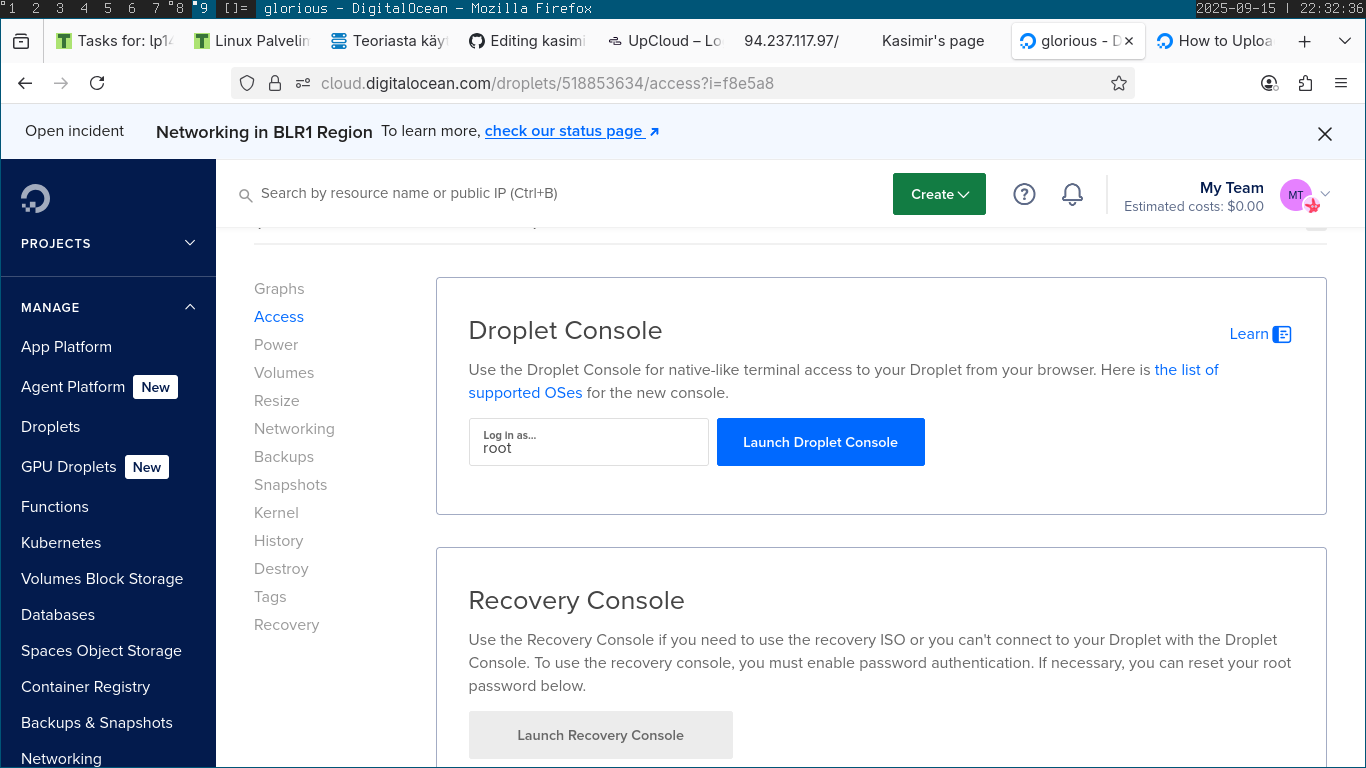 1 2 3 4 5 6 7 8 9 []= glorious - DigitalOcean - Mozilla Firefox 2025-09-15 | 22:32:36
Tasks for: lp14 Linux Palvelin Teoriasta käy Editing kasimi UpCloud – Lo 94.237.117.97/ Kasimir's page glorious - D How to Uploa
cloud.digitalocean.com/droplets/518853634/access?i=f8e5a8
Open incident Networking in BLR1 Region To learn more, check our status page
Search by resource name or public IP (Ctrl+B)
Create
My Team
Estimated costs: $0.00
MT
PROJECTS
MANAGE
App Platform
Agent Platform New
Droplets
GPU Droplets New
Functions
Kubernetes
Volumes Block Storage
Databases
Spaces Object Storage
Container Registry
Backups & Snapshots
Networking
Graphs
Access
Power
Volumes
Resize
Networking
Backups
Snapshots
Kernel
History
Destroy
Tags
Recovery
Droplet Console
Learn
Use the Droplet Console for native-like terminal access to your Droplet from your browser. Here is the list of
supported OSes for the new console.
Log in as...
root
Launch Droplet Console
Recovery Console
Use the Recovery Console if you need to use the recovery ISO or you can't connect to your Droplet with the Droplet
Console. To use the recovery console, you must enable password authentication. If necessary, you can reset your root
password below.
Launch Recovery Console